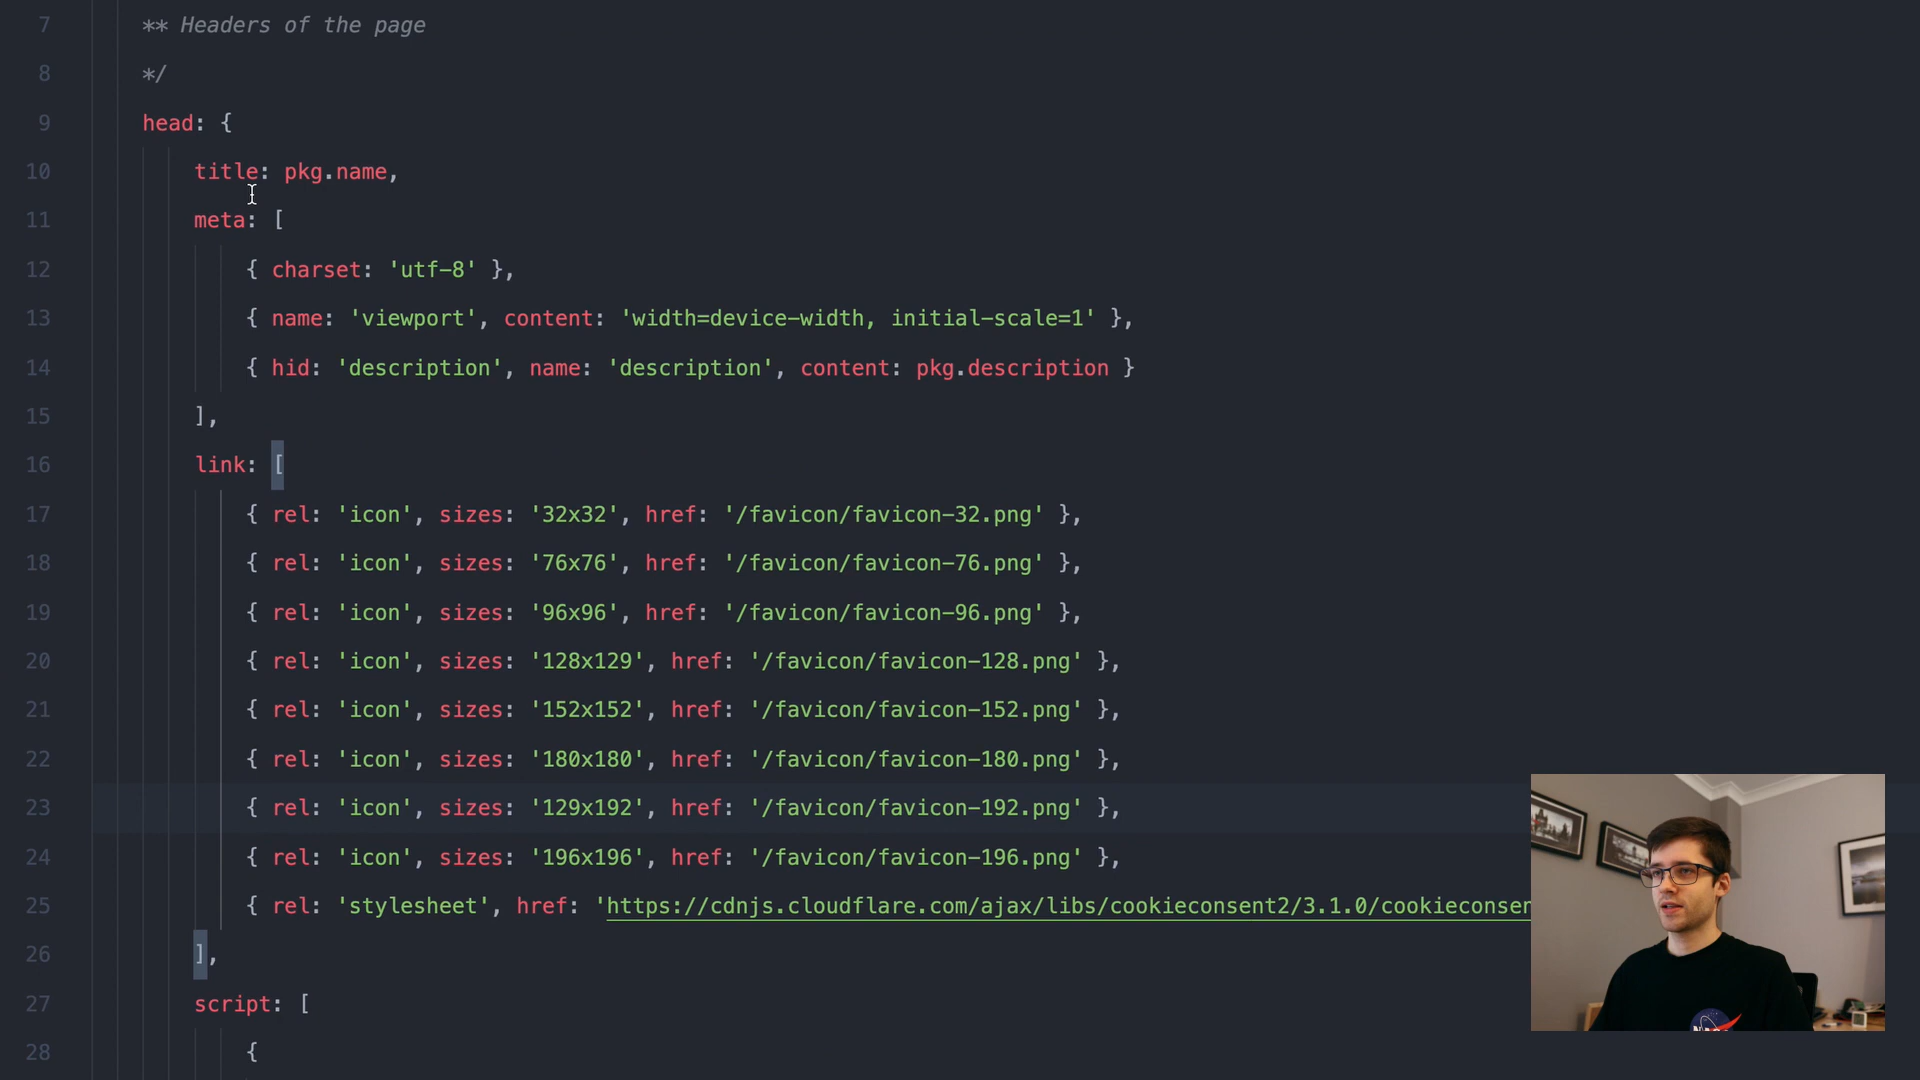 7 ** Headers of the page
8 */
9 head: {
10 title: pkg.name,
11 meta: [
12 { charset: 'utf-8' },
13 { name: 'viewport', content: 'width=device-width, initial-scale=1' },
14 { hid: 'description', name: 'description', content: pkg.description }
15 ],
16 link: [
17 { rel: 'icon', sizes: '32x32', href: '/favicon/favicon-32.png' },
18 { rel: 'icon', sizes: '76x76', href: '/favicon/favicon-76.png' },
19 { rel: 'icon', sizes: '96x96', href: '/favicon/favicon-96.png' },
20 { rel: 'icon', sizes: '128x129', href: '/favicon/favicon-128.png' },
21 { rel: 'icon', sizes: '152x152', href: '/favicon/favicon-152.png' },
22 { rel: 'icon', sizes: '180x180', href: '/favicon/favicon-180.png' },
23 { rel: 'icon', sizes: '129x192', href: '/favicon/favicon-192.png' },
24 { rel: 'icon', sizes: '196x196', href: '/favicon/favicon-196.png' },
25 { rel: 'stylesheet', href: 'https://cdnjs.cloudflare.com/ajax/libs/cookieconsent2/3.1.0/cookieconser
26 ],
27 script: [
28 {